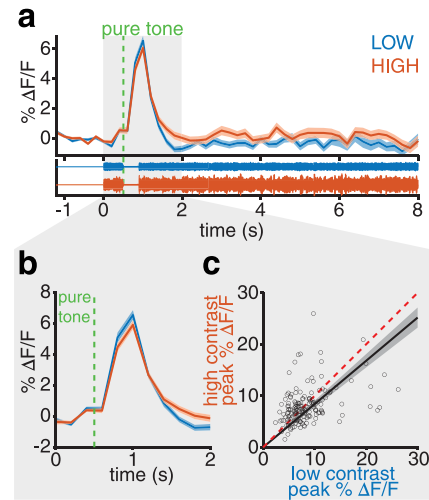 a
pure tone
LOW
HIGH
% ΔF/F
6
4
2
0
-1 0 2 4 6 8
time (s)
b
pure
tone
% ΔF/F
8
6
4
2
0
-2
0 1 2
time (s)
c
high contrast
peak % ΔF/F
30
20
10
0
0 10 20 30
low contrast
peak % ΔF/F